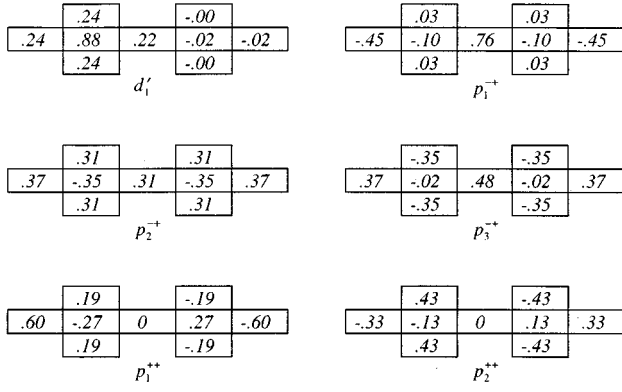 .24 -.00
.24 .88 .22 -.02 -.02
.24 -.00
d′₁
.03 .03
-.45 -.10 .76 -.10 -.45
.03 .03
p₁⁻⁺
.31 .31
.37 -.35 .31 -.35 .37
.31 .31
p₂⁻⁺
-.35 -.35
.37 -.02 .48 -.02 .37
-.35 -.35
p₃⁻⁺
.19 -.19
.60 -.27 0 .27 -.60
.19 -.19
p₁⁺⁺
.43 -.43
-.33 -.13 0 .13 .33
.43 -.43
p₂⁺⁺